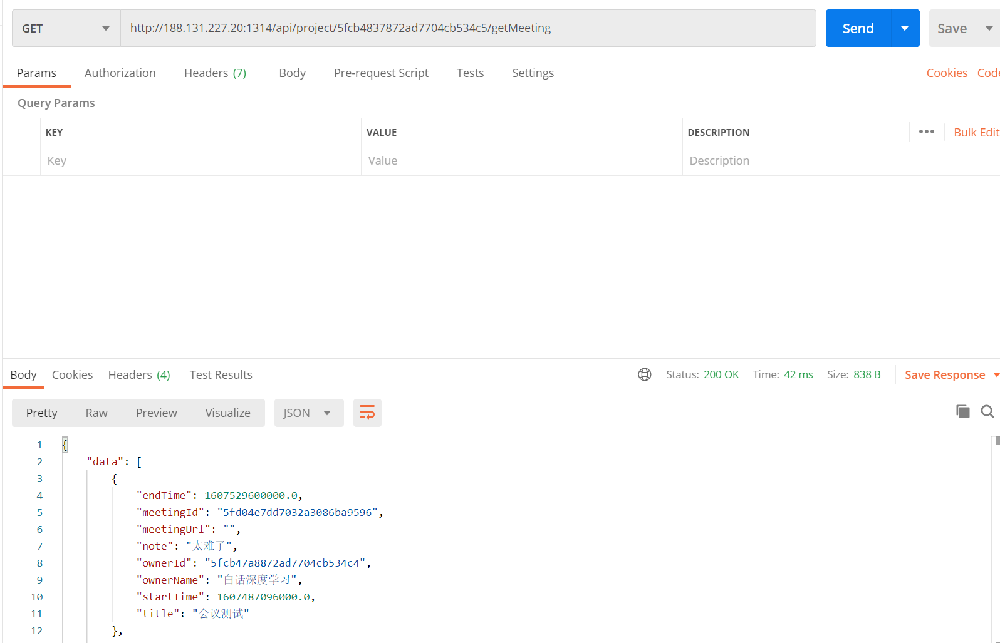 GET http://188.131.227.20:1314/api/project/5fcb4837872ad7704cb534c5/getMeeting Send Save
Params Authorization Headers (7) Body Pre-request Script Tests Settings Cookies Code
Query Params
KEY VALUE DESCRIPTION ••• Bulk Edit
Key Value Description
Body Cookies Headers (4) Test Results Status: 200 OK Time: 42 ms Size: 838 B Save Response
Pretty Raw Preview Visualize JSON
1 {
2 "data": [
3 {
4 "endTime": 1607529600000.0,
5 "meetingId": "5fd04e7dd7032a3086ba9596",
6 "meetingUrl": "",
7 "note": "太难了",
8 "ownerId": "5fcb47a8872ad7704cb534c4",
9 "ownerName": "白话深度学习",
10 "startTime": 1607487096000.0,
11 "title": "会议测试"
12 },